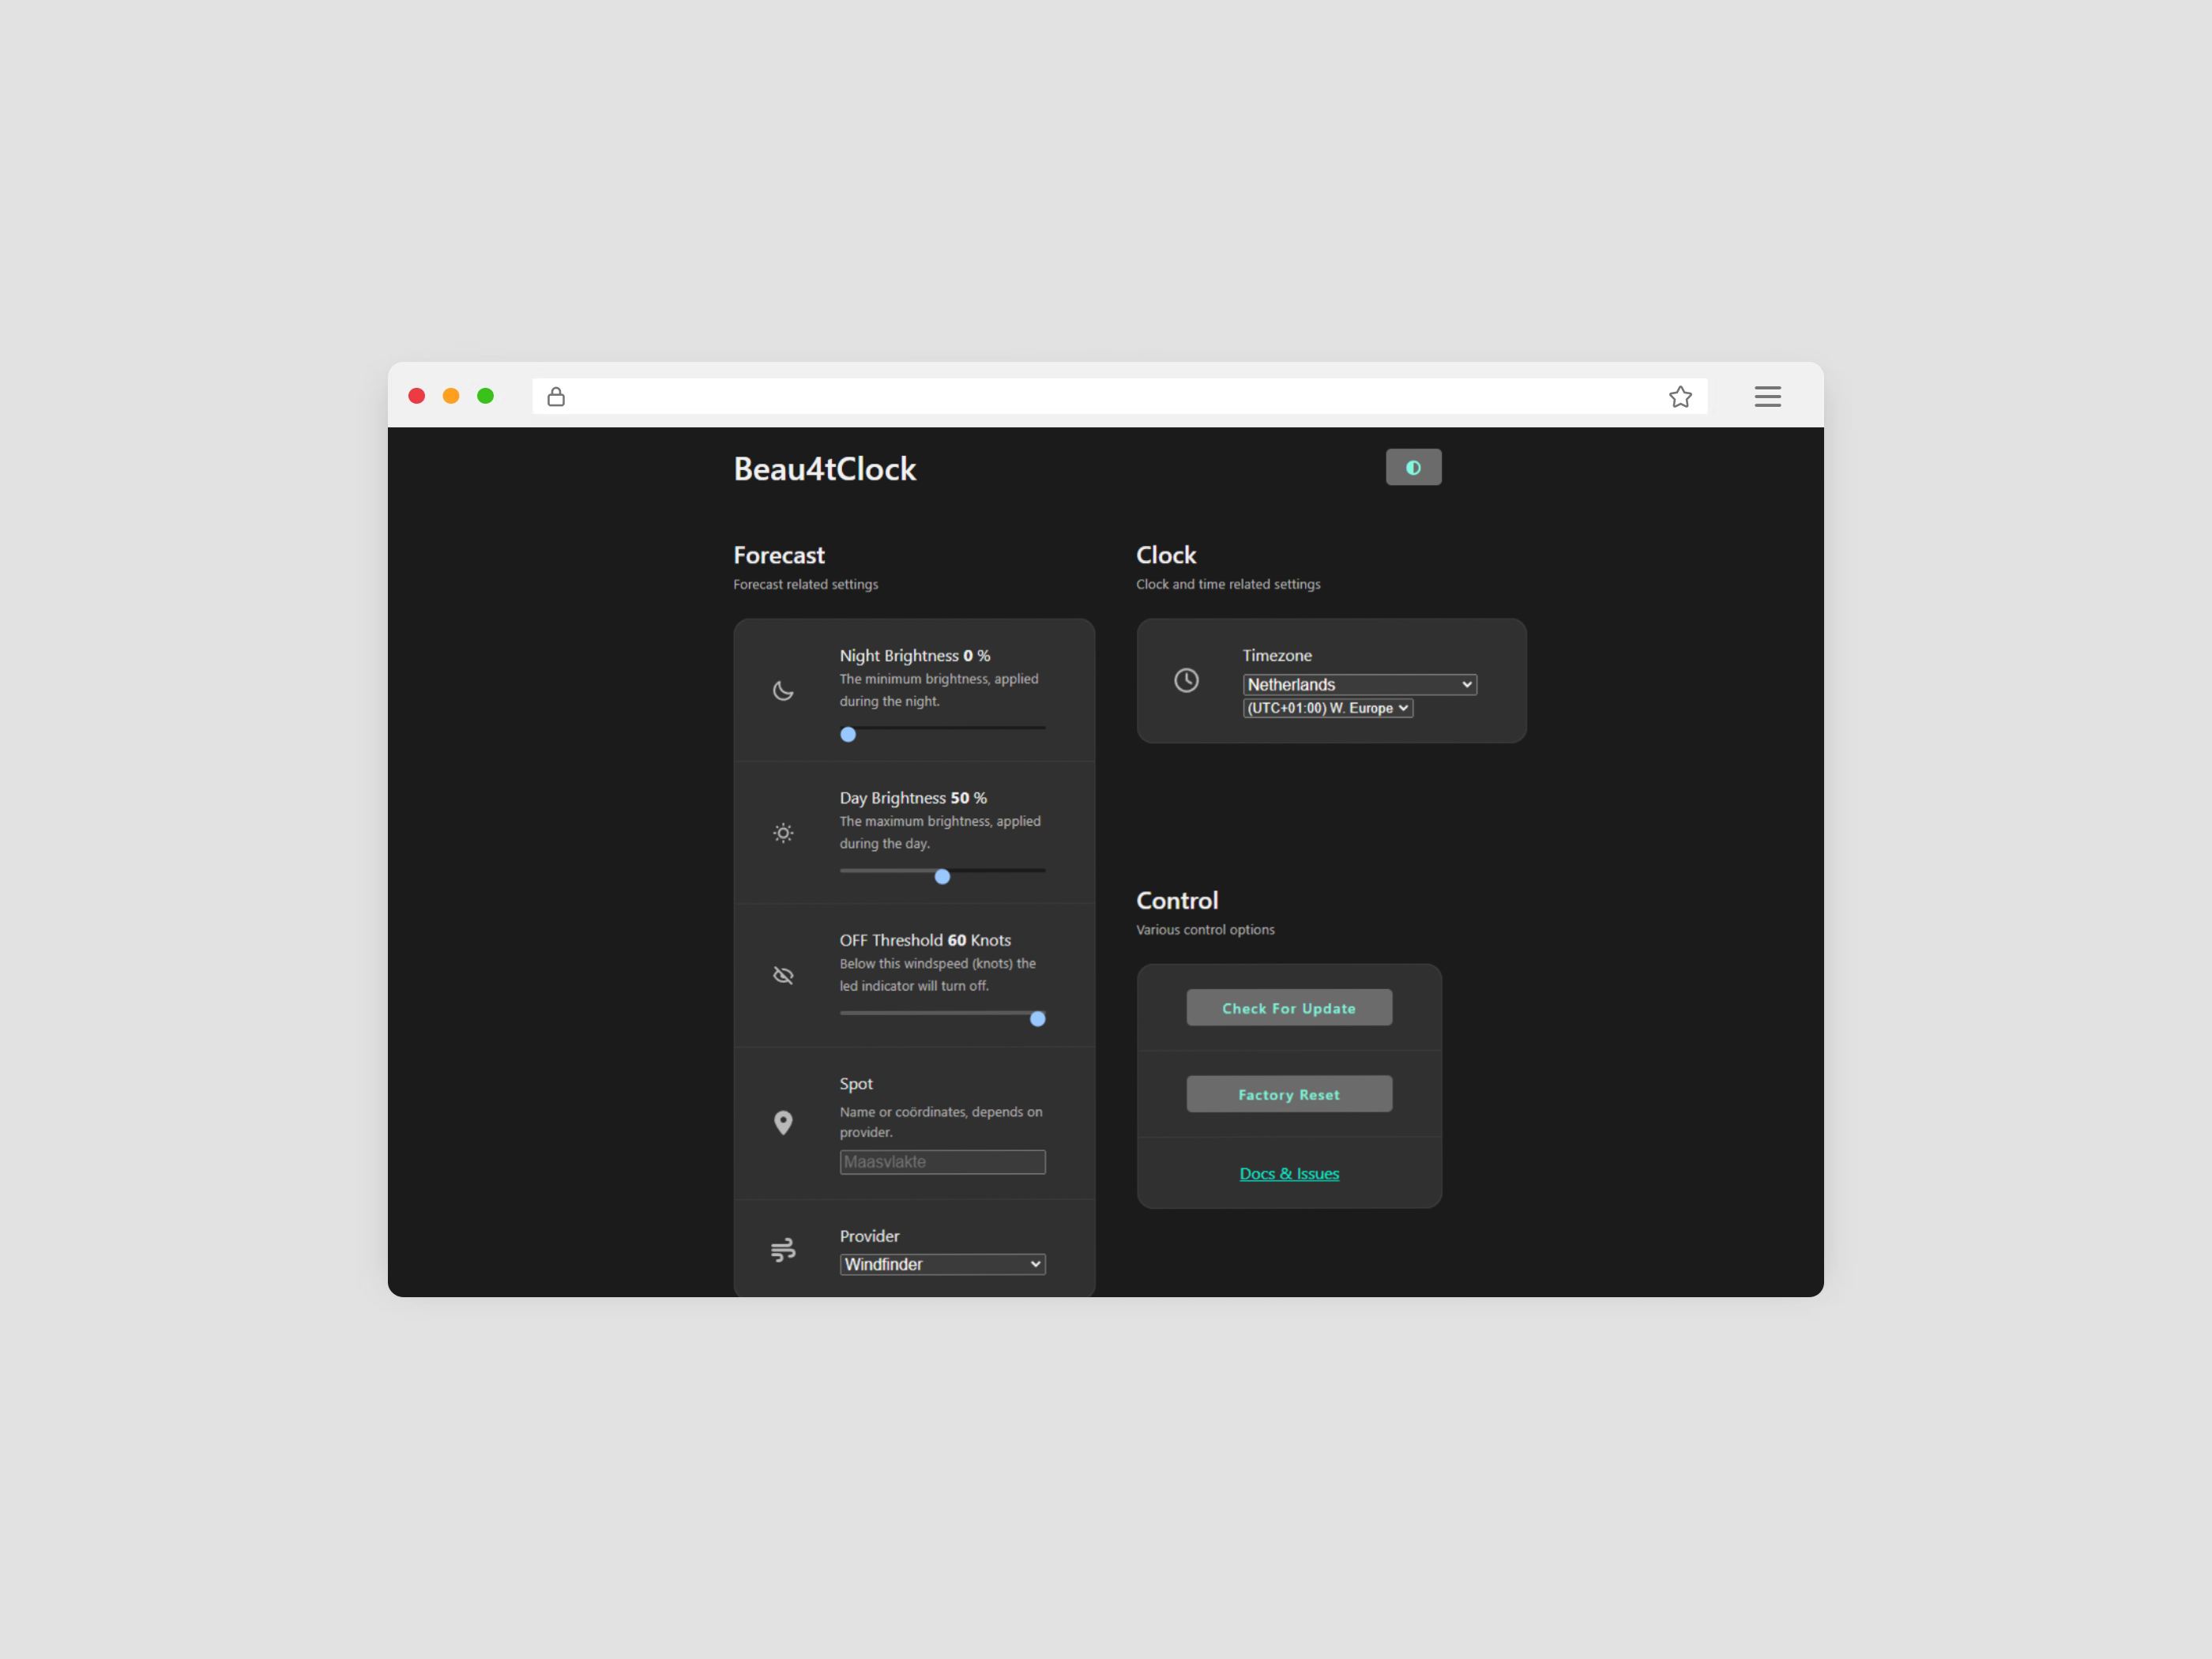 Beau4tClock
Forecast
Forecast related settings
Night Brightness 0 %
The minimum brightness, applied
during the night.
Day Brightness 50 %
The maximum brightness, applied
during the day.
OFF Threshold 60 Knots
Below this windspeed (knots) the
led indicator will turn off.
Spot
Name or coördinates, depends on
provider.
Maasvlakte
Provider
Windfinder
Clock
Clock and time related settings
Timezone
Netherlands
(UTC+01:00) W. Europe
Control
Various control options
Check For Update
Factory Reset
Docs & Issues